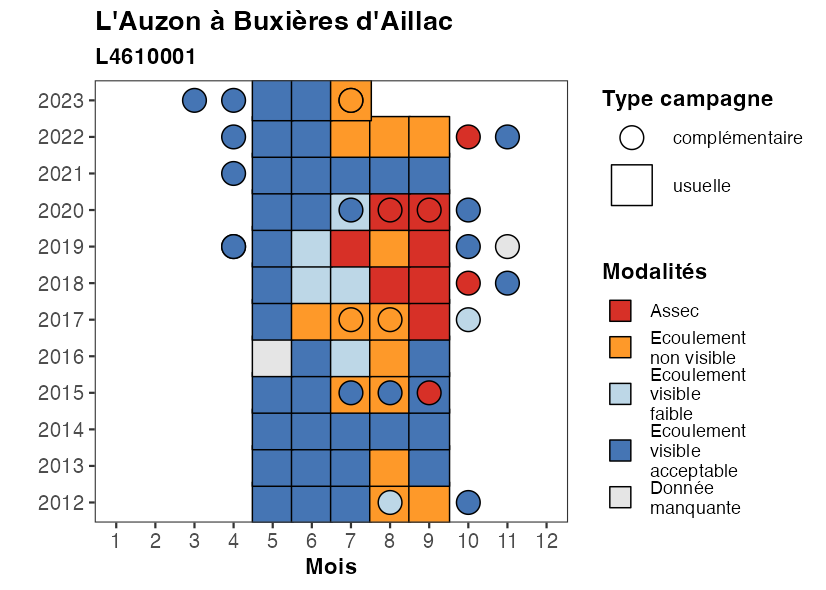 L'Auzon à Buxières d'Aillac
L4610001
2023
2022
2021
2020
2019
2018
2017
2016
2015
2014
2013
2012
1 2 3 4 5 6 7 8 9 10 11 12
Mois
Type campagne
complémentaire
usuelle
Modalités
Assec
Ecoulement
non visible
Ecoulement
visible
faible
Ecoulement
visible
acceptable
Donnée
manquante